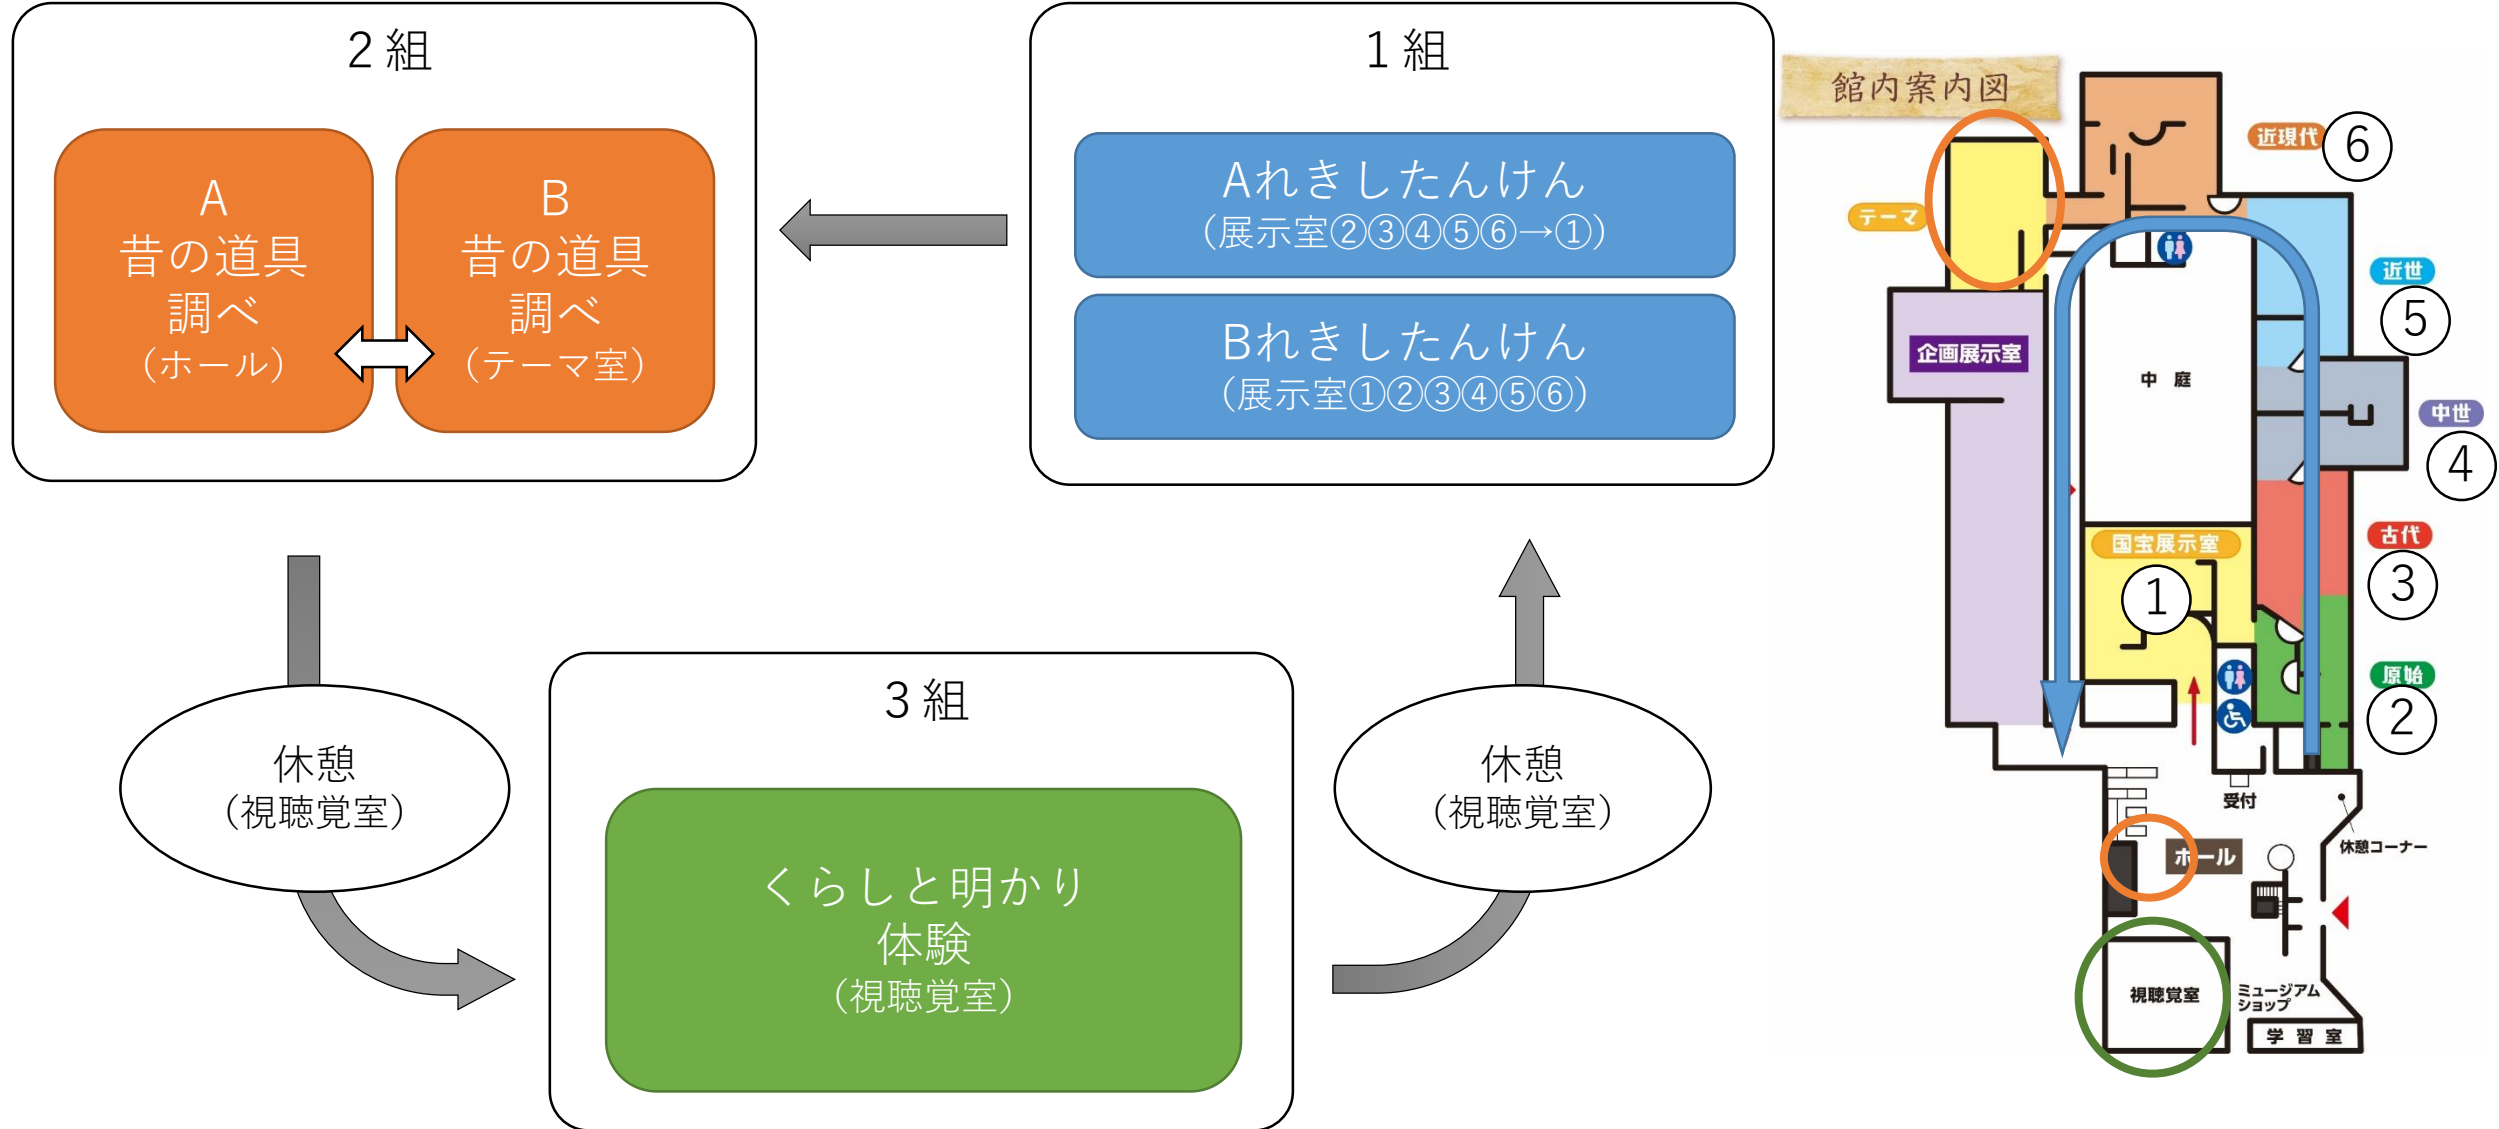 ２組
A
昔の道具
調べ
（ホール）
B
昔の道具
調べ
（テーマ室）
１組
Aれきしたんけん
（展示室②③④⑤⑥→①）
Bれきしたんけん
（展示室①②③④⑤⑥）
休憩
（視聴覚室）
３組
くらしと明かり
体験
（視聴覚室）
休憩
（視聴覚室）
館内案内図
近現代
6
テーマ
近世
5
企画展示室
中 庭
中世
4
国宝展示室
古代
3
1
原始
2
受付
休憩コーナー
ホール
視聴覚室
ミュージアム
ショップ
学 習 室